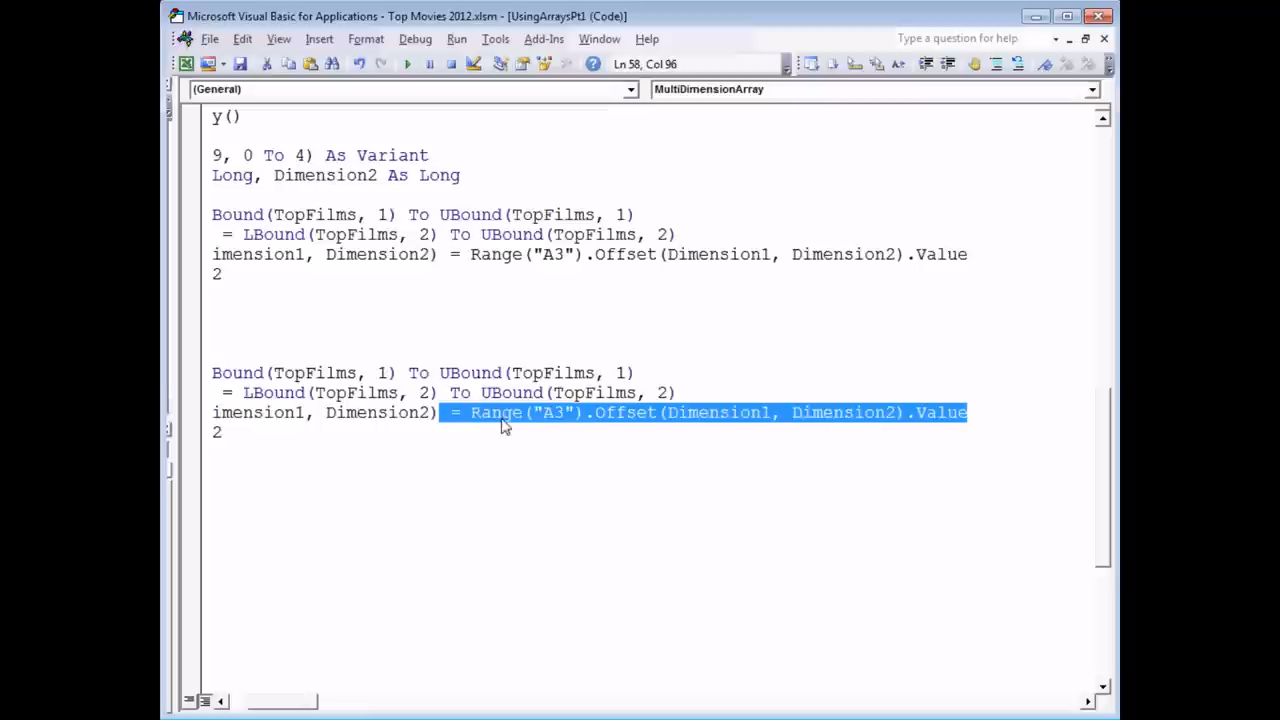 Microsoft Visual Basic for Applications - Top Movies 2012.xlsm - [UsingArraysPt1 (Code)]
File Edit View Insert Format Debug Run Tools Add-Ins Window Help Type a question for help
Ln 58, Col 96
(General) MultiDimensionArray
y()
9, 0 To 4) As Variant
Long, Dimension2 As Long
Bound(TopFilms, 1) To UBound(TopFilms, 1)
= LBound(TopFilms, 2) To UBound(TopFilms, 2)
imension1, Dimension2) = Range("A3").Offset(Dimension1, Dimension2).Value
2
Bound(TopFilms, 1) To UBound(TopFilms, 1)
= LBound(TopFilms, 2) To UBound(TopFilms, 2)
imension1, Dimension2) = Range("A3").Offset(Dimension1, Dimension2).Value
2